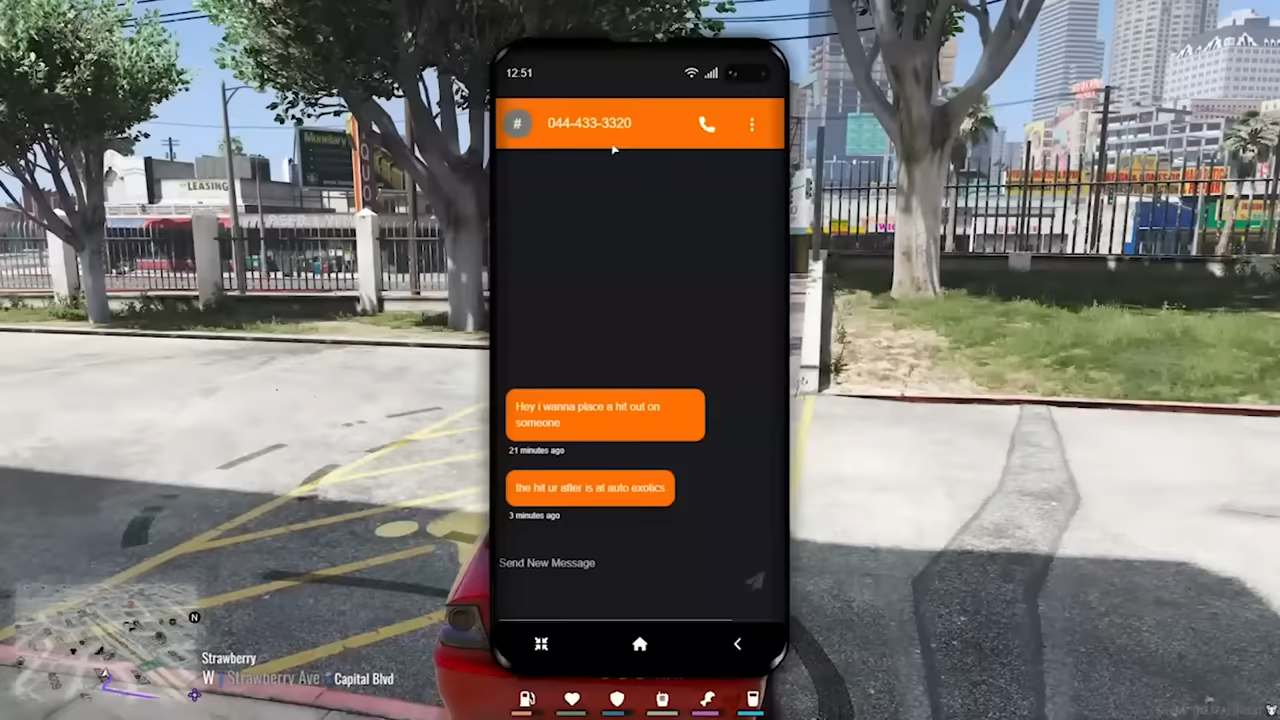 12:51
# 044-433-3320
Hey i wanna place a hit out on
someone
21 minutes ago
the hit ur after is at auto exotics
3 minutes ago
Send New Message
LEASING
N
Strawberry
W Strawberry Ave Capital Blvd